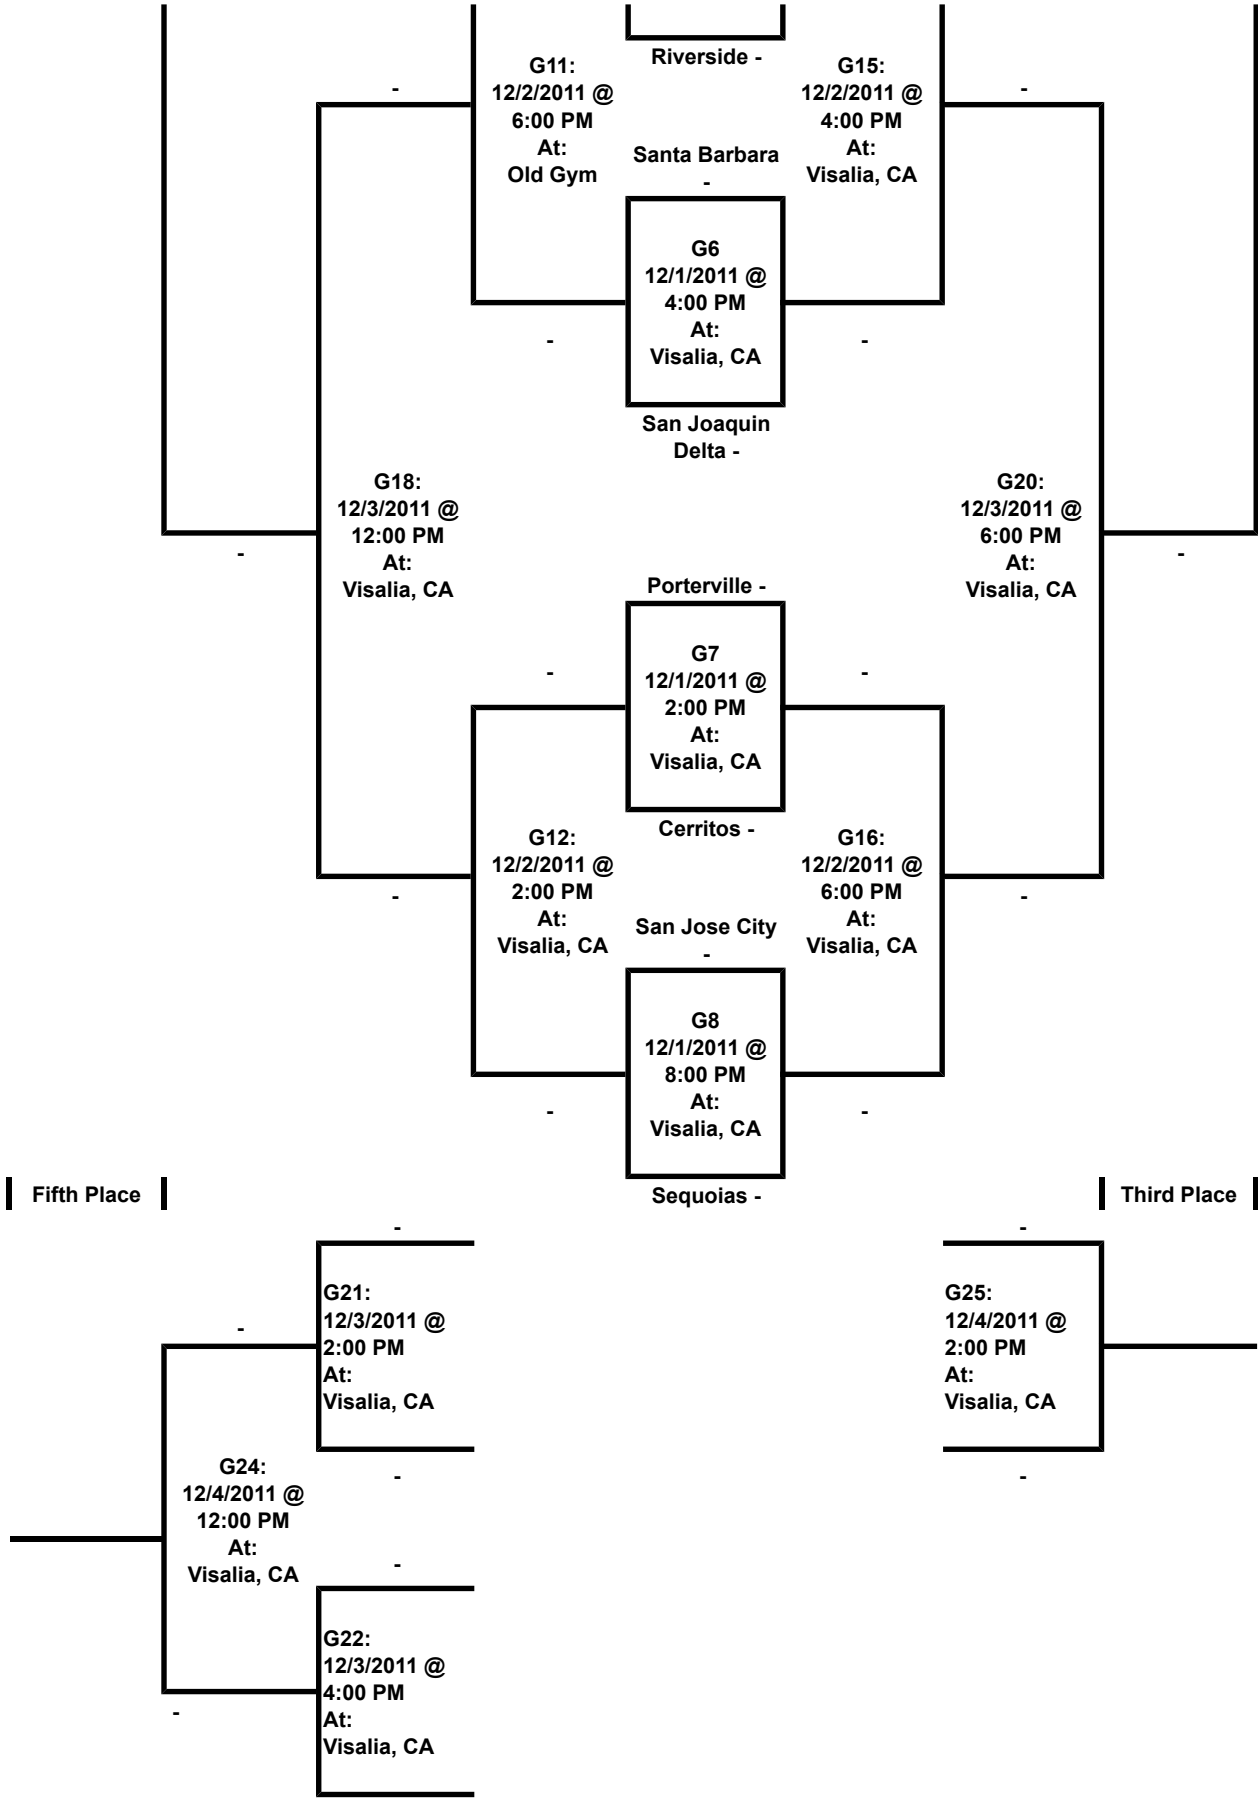 Riverside -
G11:
12/2/2011 @
6:00 PM
At:
Old Gym
G15:
12/2/2011 @
4:00 PM
At:
Visalia, CA
-
-
Santa Barbara
-
G6
12/1/2011 @
4:00 PM
At:
Visalia, CA
-
-
San Joaquin
Delta -
G18:
12/3/2011 @
12:00 PM
At:
Visalia, CA
G20:
12/3/2011 @
6:00 PM
At:
Visalia, CA
-
-
Porterville -
G7
12/1/2011 @
2:00 PM
At:
Visalia, CA
-
-
Cerritos -
G12:
12/2/2011 @
2:00 PM
At:
Visalia, CA
G16:
12/2/2011 @
6:00 PM
At:
Visalia, CA
-
-
San Jose City
-
G8
12/1/2011 @
8:00 PM
At:
Visalia, CA
-
-
Sequoias -
Fifth Place
Third Place
-
G21:
12/3/2011 @
2:00 PM
At:
Visalia, CA
-
-
G24:
12/4/2011 @
12:00 PM
At:
Visalia, CA
-
G22:
12/3/2011 @
4:00 PM
At:
Visalia, CA
-
-
G25:
12/4/2011 @
2:00 PM
At:
Visalia, CA
-